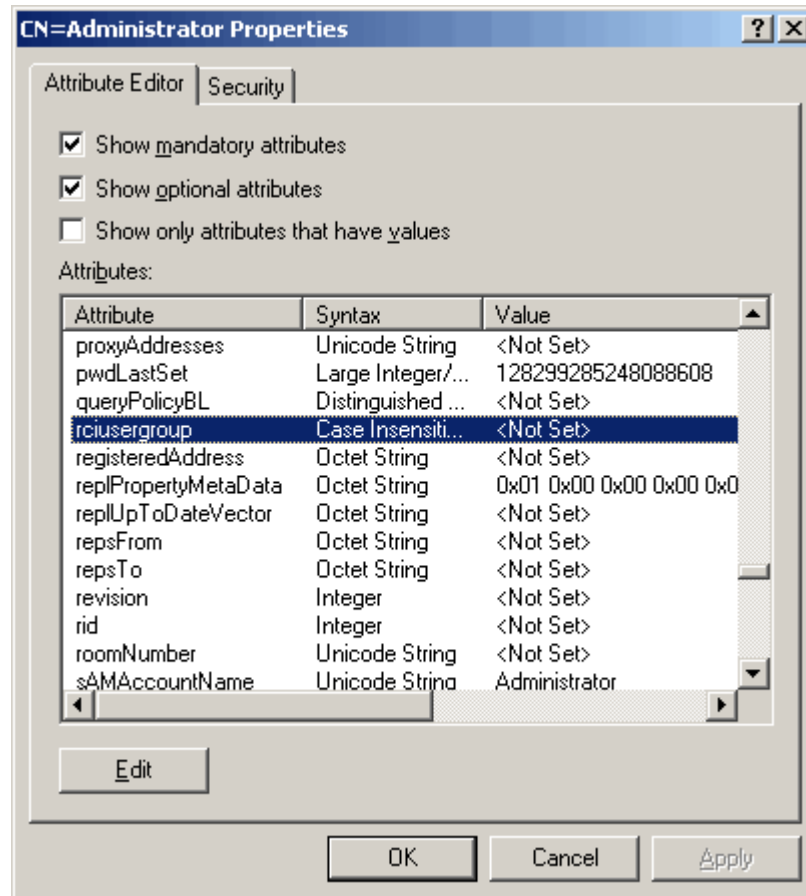 CN=Administrator Properties
Attribute Editor Security
Show mandatory attributes
Show optional attributes
Show only attributes that have values
Attributes:
Attribute Syntax Value
proxyAddresses Unicode String <Not Set>
pwdLastSet Large Integer/... 128299285248088608
queryPolicyBL Distinguished ... <Not Set>
rciusergroup Case Insensiti... <Not Set>
registeredAddress Octet String <Not Set>
replPropertyMetaData Octet String 0x01 0x00 0x00 0x00 0x0
replUpToDateVector Octet String <Not Set>
repsFrom Octet String <Not Set>
repsTo Octet String <Not Set>
revision Integer <Not Set>
rid Integer <Not Set>
roomNumber Unicode String <Not Set>
sAMAccountName Unicode String Administrator
Edit
OK Cancel Apply